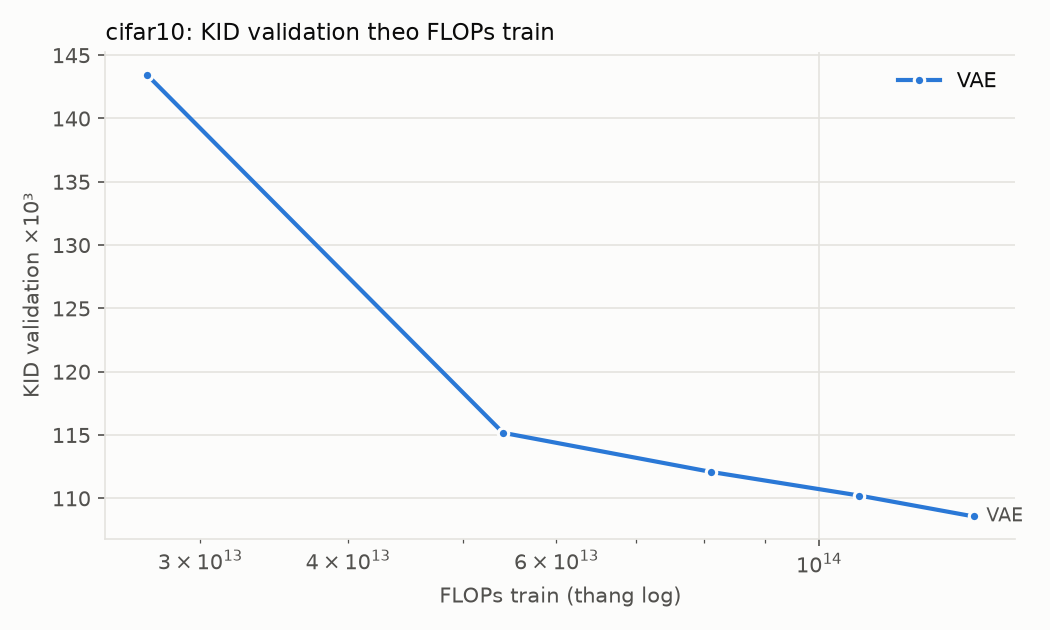 cifar10: KID validation theo FLOPs train
VAE
KID validation ×10³
145
140
135
130
125
120
115
110
VAE
3 × 10¹³
4 × 10¹³
6 × 10¹³
10¹⁴
FLOPs train (thang log)